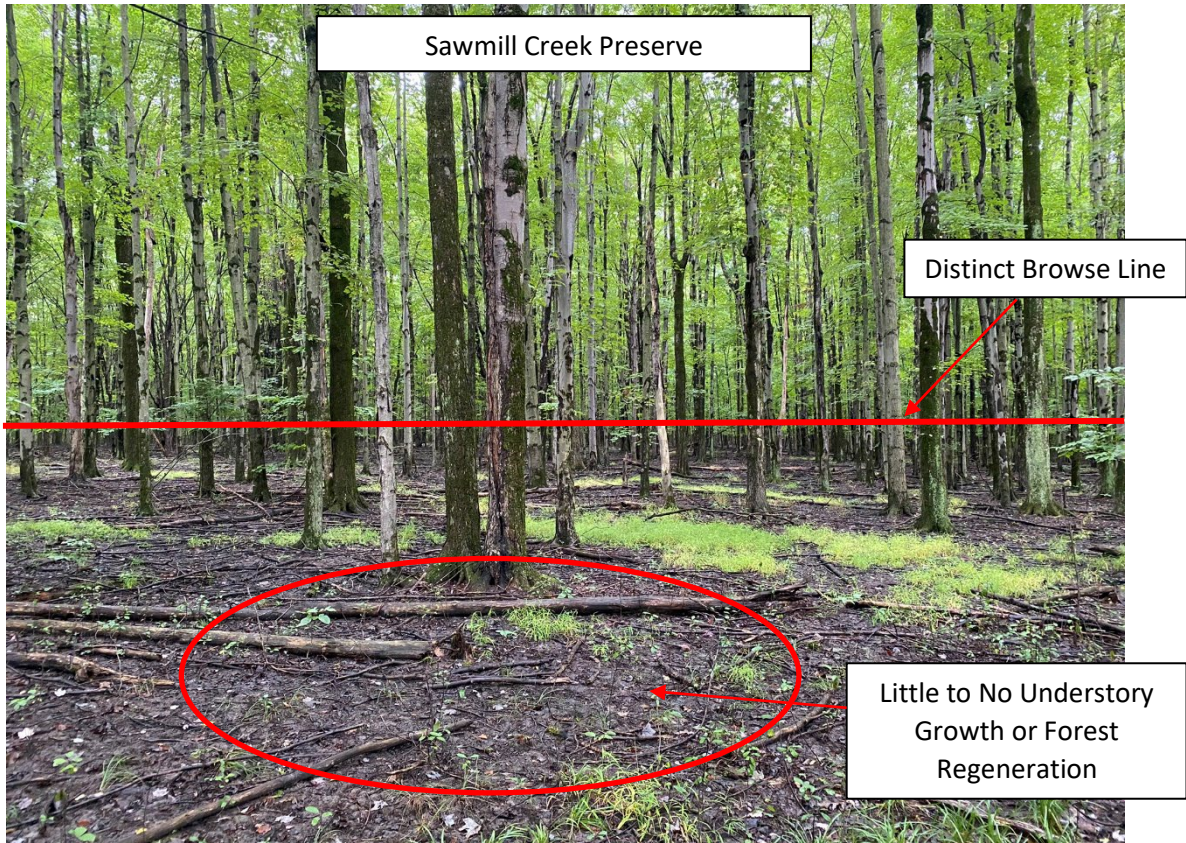 Sawmill Creek Preserve
Distinct Browse Line
Little to No Understory
Growth or Forest
Regeneration